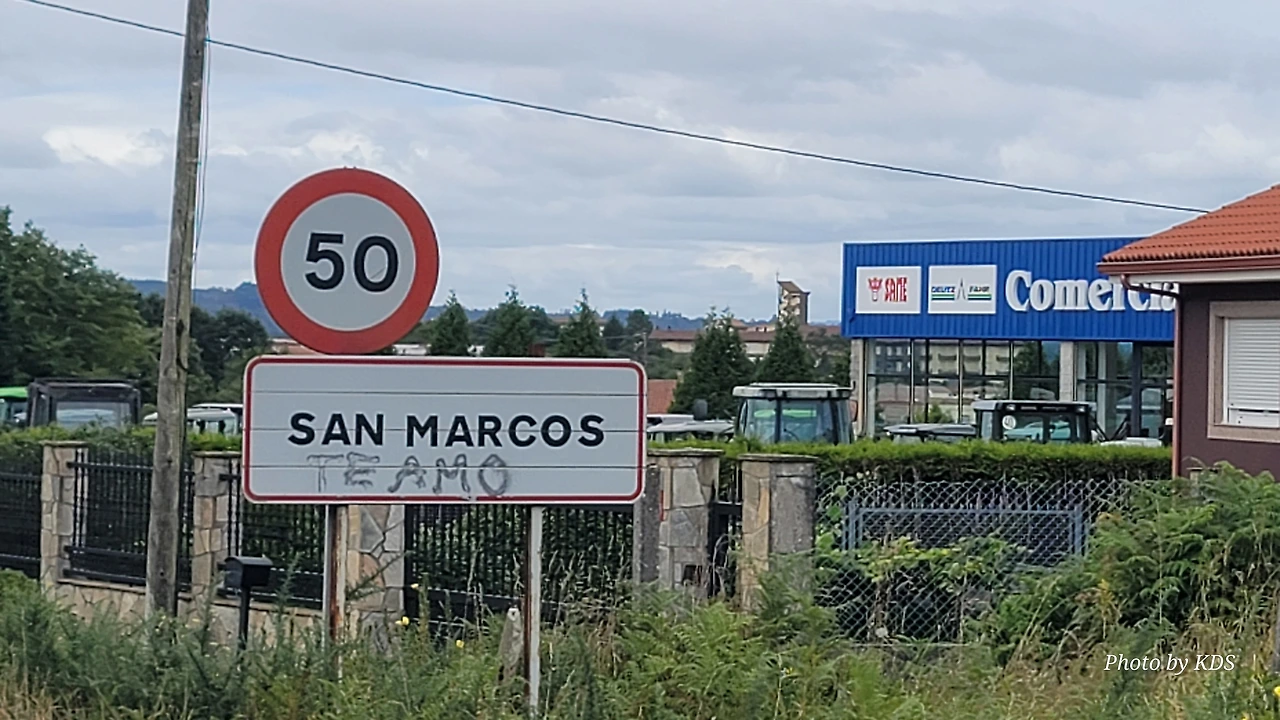 50
SAN MARCOS
TE AMO
SAME
DEUTZ FAHR
Comercia
Photo by KDS